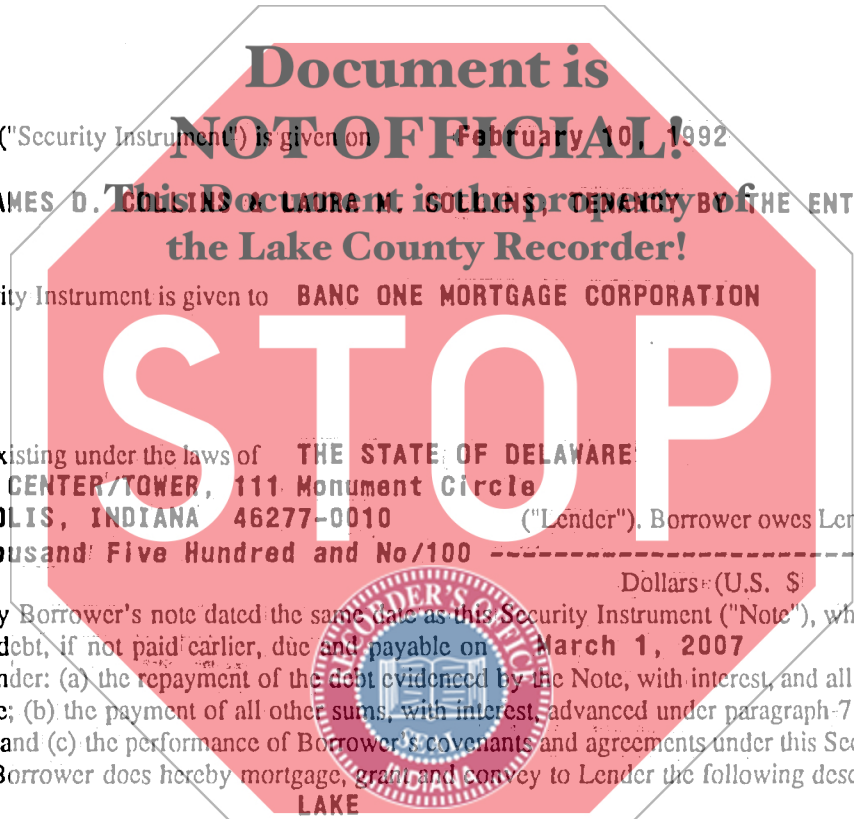 Document is
NOT OFFICIAL!
("Security Instrument") is given on February 10, 1992
This Document is the property of
AMES D. COLLINS & LAURA M. COLLINS, TENANCY BY THE ENT
the Lake County Recorder!
ity Instrument is given to BANC ONE MORTGAGE CORPORATION
STOP
xisting under the laws of THE STATE OF DELAWARE
CENTER/TOWER, 111 Monument Circle
OLIS, INDIANA 46277-0010 ("Lender"). Borrower owes Len
ousand Five Hundred and No/100 ------------------------
Dollars (U.S. $
y Borrower's note dated the same date as this Security Instrument ("Note"), wh
debt, if not paid earlier, due and payable on March 1, 2007
nder: (a) the repayment of the debt evidenced by the Note, with interest, and all
e; (b) the payment of all other sums, with interest, advanced under paragraph 7
and (c) the performance of Borrower's covenants and agreements under this Sec
Borrower does hereby mortgage, grant and convey to Lender the following desc
LAKE
RECORDER'S OFFICE
SEAL
INDIANA